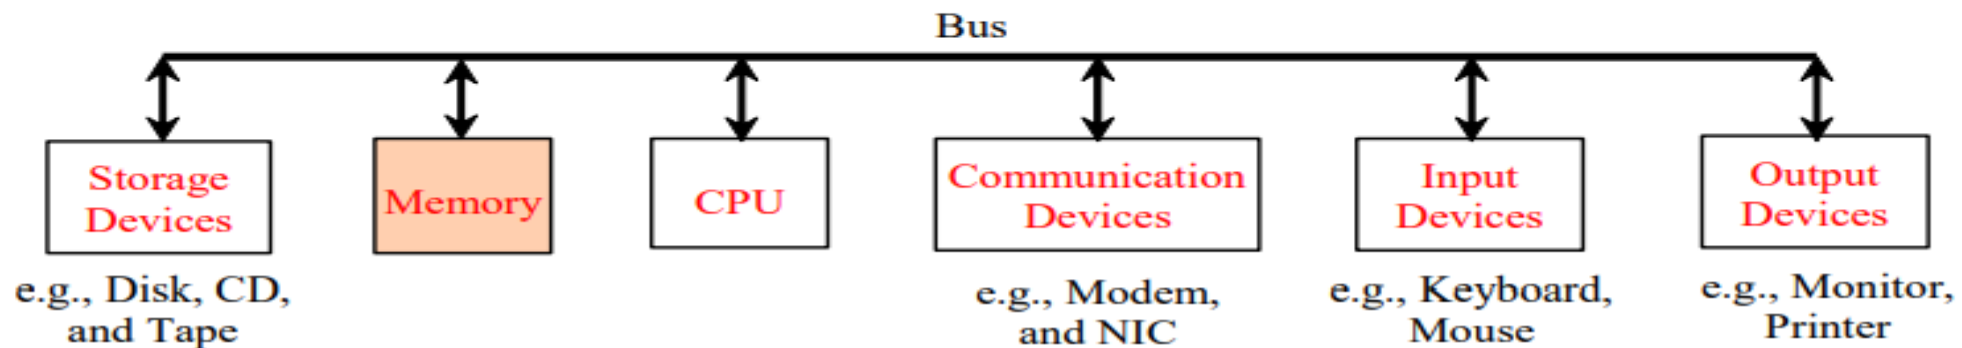 Bus
Storage
Devices
Memory
CPU
Communication
Devices
Input
Devices
Output
Devices
e.g., Disk, CD,
and Tape
e.g., Modem,
and NIC
e.g., Keyboard,
Mouse
e.g., Monitor,
Printer